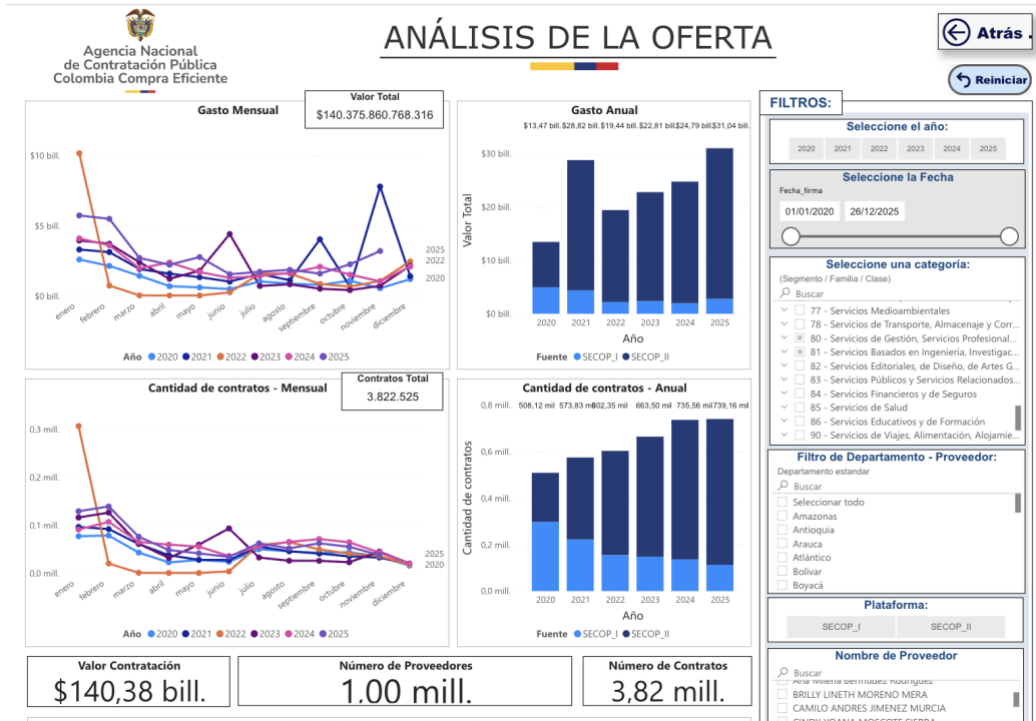 Agencia Nacional
de Contratación Pública
Colombia Compra Eficiente
ANÁLISIS DE LA OFERTA
Atrás .
Reiniciar
Gasto Mensual
Valor Total
$140.375.860.768.316
$10 bill.
$5 bill.
$0 bill.
2025
2022
2020
enero
febrero
marzo
abril
mayo
junio
julio
agosto
septiembre
octubre
noviembre
diciembre
Año 2020 2021 2022 2023 2024 2025
Gasto Anual
$13,47 bill. $28,82 bill. $19,44 bill. $22,81 bill. $24,79 bill. $31,04 bill.
Valor Total
$30 bill.
$20 bill.
$10 bill.
$0 bill.
2020 2021 2022 2023 2024 2025
Año
Fuente SECOP_I SECOP_II
Cantidad de contratos - Mensual
Contratos Total
3.822.525
0,3 mill.
0,2 mill.
0,1 mill.
0,0 mill.
2025
2020
enero
febrero
marzo
abril
mayo
junio
julio
agosto
septiembre
octubre
noviembre
diciembre
Año 2020 2021 2022 2023 2024 2025
Cantidad de contratos - Anual
0,8 mill.
508,12 mil 573,83 mil 602,35 mil 663,50 mil 735,56 mil 739,16 mil
Cantidad de contratos
0,6 mill.
0,4 mill.
0,2 mill.
0,0 mill.
2020 2021 2022 2023 2024 2025
Año
Fuente SECOP_I SECOP_II
Valor Contratación
$140,38 bill.
Número de Proveedores
1,00 mill.
Número de Contratos
3,82 mill.
FILTROS:
Seleccione el año:
2020 2021 2022 2023 2024 2025
Seleccione la Fecha
Fecha_firma
01/01/2020 26/12/2025
Seleccione una categoría:
(Segmento / Familia / Clase)
Buscar
77 - Servicios Medioambientales
78 - Servicios de Transporte, Almacenaje y Corr...
80 - Servicios de Gestión, Servicios Profesional...
81 - Servicios Basados en Ingeniería, Investigac...
82 - Servicios Editoriales, de Diseño, de Artes G...
83 - Servicios Públicos y Servicios Relacionados...
84 - Servicios Financieros y de Seguros
85 - Servicios de Salud
86 - Servicios Educativos y de Formación
90 - Servicios de Viajes, Alimentación, Alojamie...
Filtro de Departamento - Proveedor:
Departamento estandar
Buscar
Seleccionar todo
Amazonas
Antioquia
Arauca
Atlántico
Bolívar
Boyacá
Plataforma:
SECOP_I SECOP_II
Nombre de Proveedor
Buscar
BRILLY LINETH MORENO MERA
CAMILO ANDRES JIMENEZ MURCIA